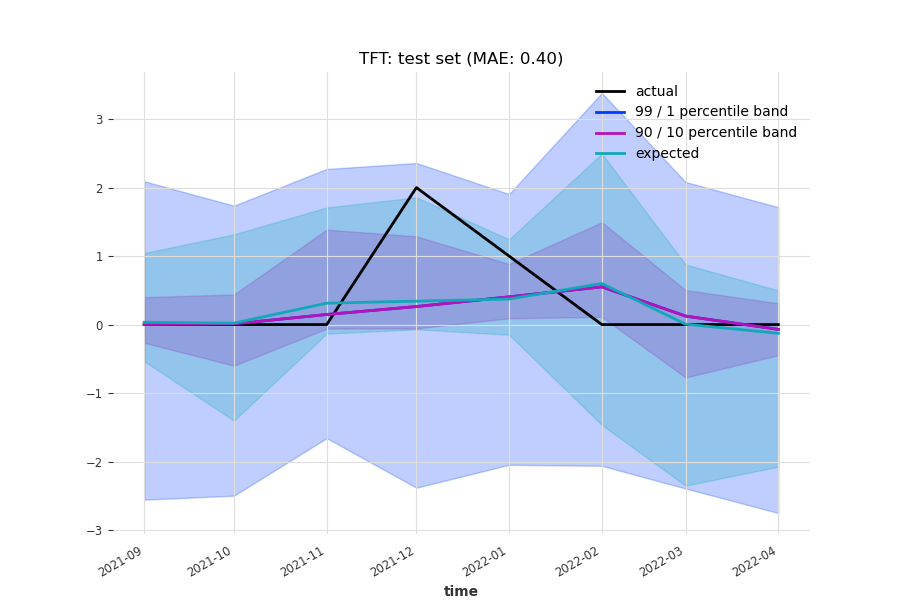 TFT: test set (MAE: 0.40)
actual
99 / 1 percentile band
90 / 10 percentile band
expected
3
2
1
0
−1
−2
−3
2021-09
2021-10
2021-11
2021-12
2022-01
2022-02
2022-03
2022-04
time